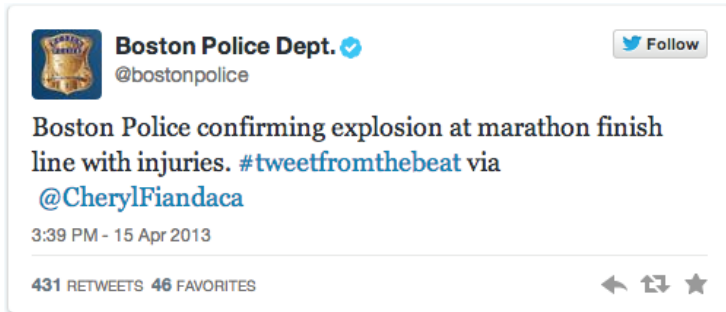 Boston Police Dept.
Follow
@bostonpolice
Boston Police confirming explosion at marathon finish
line with injuries. #tweetfromthebeat via
@CherylFiandaca
3:39 PM - 15 Apr 2013
431 RETWEETS 46 FAVORITES